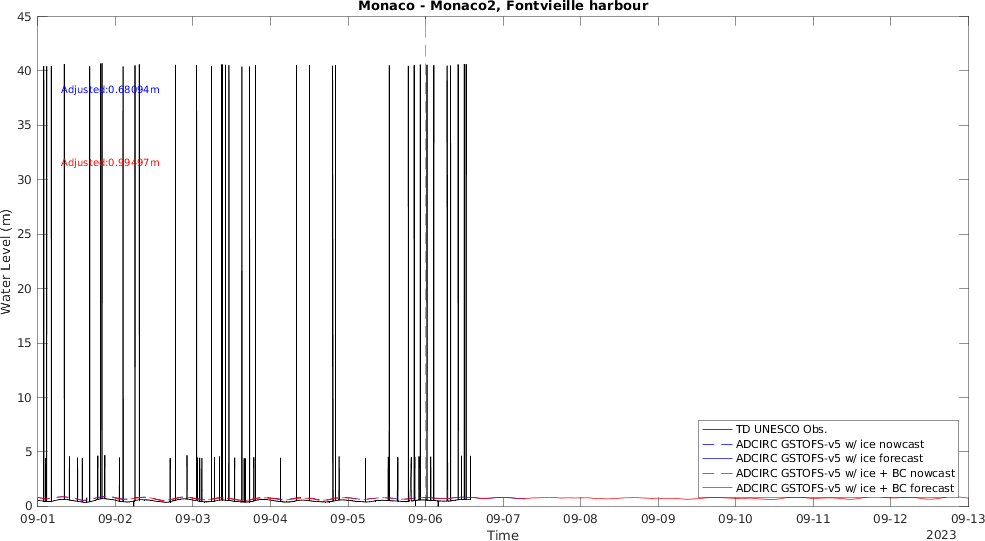 Monaco - Monaco2, Fontvieille harbour
45
40
35
30
25
20
15
10
5
0
Water Level (m)
Adjusted:0.68094m
Adjusted:0.99497m
TD UNESCO Obs.
ADCIRC GSTOFS-v5 w/ ice nowcast
ADCIRC GSTOFS-v5 w/ ice forecast
ADCIRC GSTOFS-v5 w/ ice + BC nowcast
ADCIRC GSTOFS-v5 w/ ice + BC forecast
09-01 09-02 09-03 09-04 09-05 09-06 09-07 09-08 09-09 09-10 09-11 09-12 09-13
Time
2023